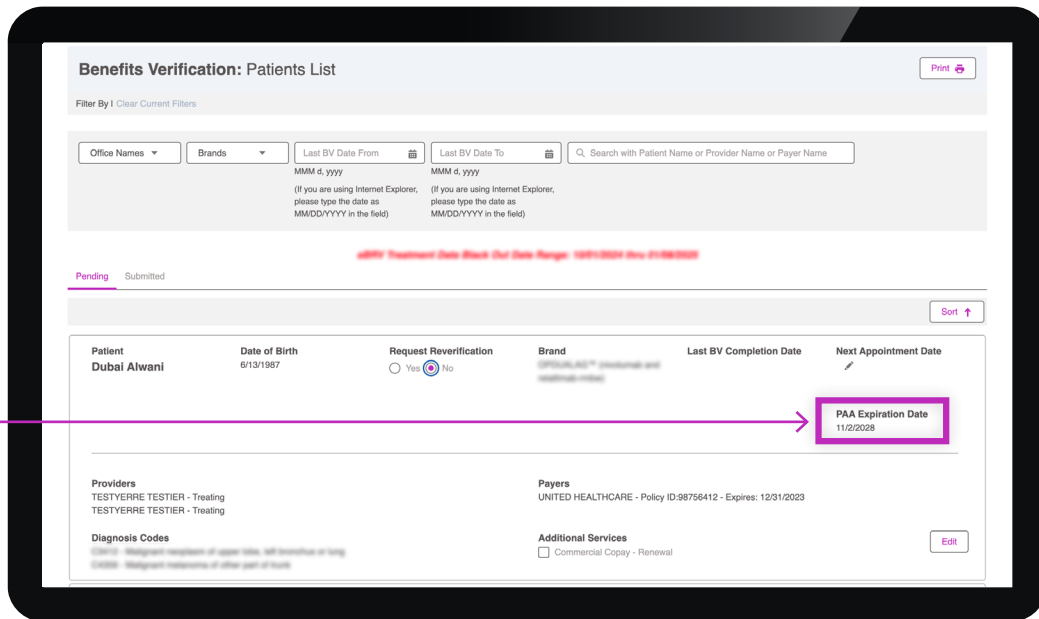 Benefits Verification: Patients List
Print
Filter By I Clear Current Filters
Office Names
Brands
Last BV Date From
Last BV Date To
Search with Patient Name or Provider Name or Payer Name
MMM d, yyyy
(If you are using Internet Explorer,
please type the date as
MM/DD/YYYY in the field)
MMM d, yyyy
(If you are using Internet Explorer,
please type the date as
MM/DD/YYYY in the field)
Pending
Submitted
Sort
Patient
Dubai Alwani
Date of Birth
6/13/1987
Request Reverification
Yes No
Brand
Last BV Completion Date
Next Appointment Date
PAA Expiration Date
11/2/2028
Providers
TESTYERRE TESTIER - Treating
TESTYERRE TESTIER - Treating
Payers
UNITED HEALTHCARE - Policy ID:98756412 - Expires: 12/31/2023
Diagnosis Codes
Additional Services
Commercial Copay - Renewal
Edit